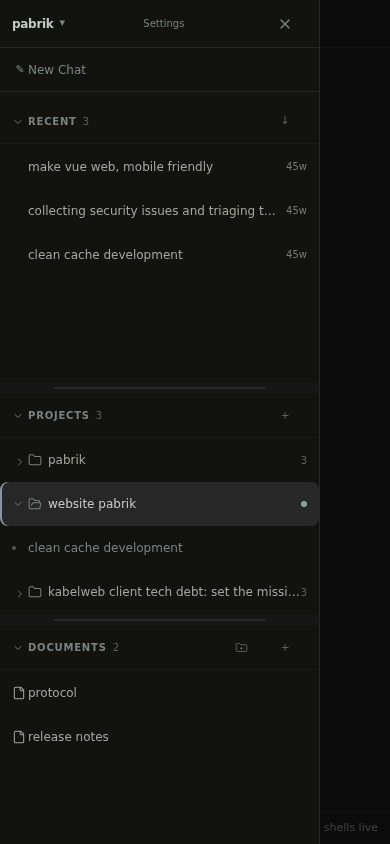 pabrik ▾ Settings ×
✎ New Chat
RECENT 3 ↓
make vue web, mobile friendly 45w
collecting security issues and triaging t... 45w
clean cache development 45w
PROJECTS 3 +
pabrik 3
website pabrik
clean cache development
kabelweb client tech debt: set the missi... 3
DOCUMENTS 2 +
protocol
release notes
shells live